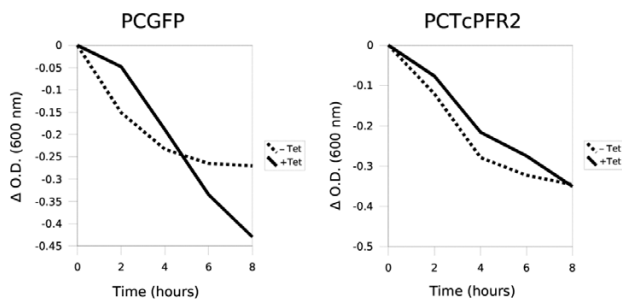 PCGFP
0
-0.05
-0.1
-0.15
-0.2
-0.25
-0.3
-0.35
-0.4
-0.45
Δ O.D. (600 nm)
0 2 4 6 8
Time (hours)
– Tet
+Tet
PCTcPFR2
0
-0.1
-0.2
-0.3
-0.4
-0.5
Δ O.D. (600 nm)
0 2 4 6 8
Time (hours)
– Tet
+Tet